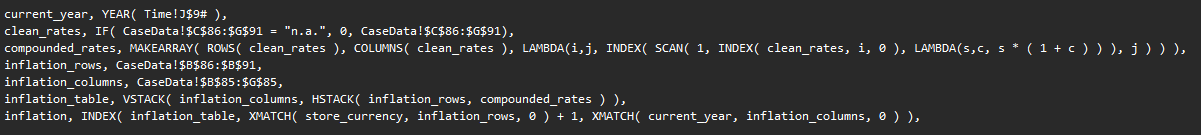 current_year, YEAR( Time!J$9# ),
clean_rates, IF( CaseData!$C$86:$G$91 = "n.a.", 0, CaseData!$C$86:$G$91),
compounded_rates, MAKEARRAY( ROWS( clean_rates ), COLUMNS( clean_rates ), LAMBDA(i,j, INDEX( SCAN( 1, INDEX( clean_rates, i, 0 ), LAMBDA(s,c, s * ( 1 + c ) ) ), j ) ) ),
inflation_rows, CaseData!$B$86:$B$91,
inflation_columns, CaseData!$B$85:$G$85,
inflation_table, VSTACK( inflation_columns, HSTACK( inflation_rows, compounded_rates ) ),
inflation, INDEX( inflation_table, XMATCH( store_currency, inflation_rows, 0 ) + 1, XMATCH( current_year, inflation_columns, 0 ) ),